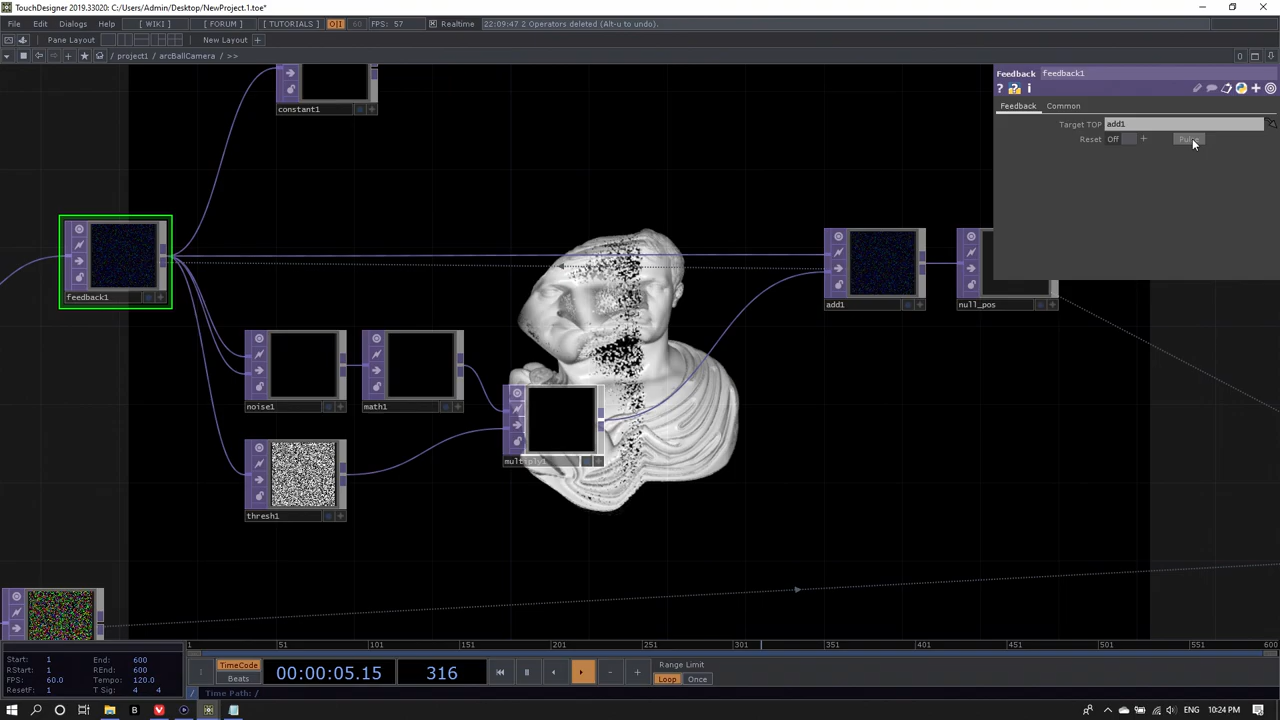 TouchDesigner 2019.33020: C:/Users/Admin/Desktop/NewProject.1.toe*
File Edit Dialogs [ WIKI ] [ FORUM ] [ TUTORIALS ] O|I 60 FPS: 57 Realtime 22:09:47 2 Operators deleted (Alt-u to undo).
Pane Layout New Layout +
/ project1 / arcBallCamera / >> 0
Feedback feedback1
? i
Feedback Common
Target TOP add1
Reset Off + Pulse
constant1
feedback1
add1
null_pos
noise1
math1
multiply1
thresh1
1 51 101 151 201 251 301 351 401 451 501 551 600
Start: 1 End: 600
RStart: 1 REnd: 600
FPS: 60.0 Tempo: 120.0
ResetF: 1 T Sig: 4 4
TimeCode
Beats
00:00:05.15 316
Range Limit
Loop Once
/ Time Path: /
ENG 10:24 PM